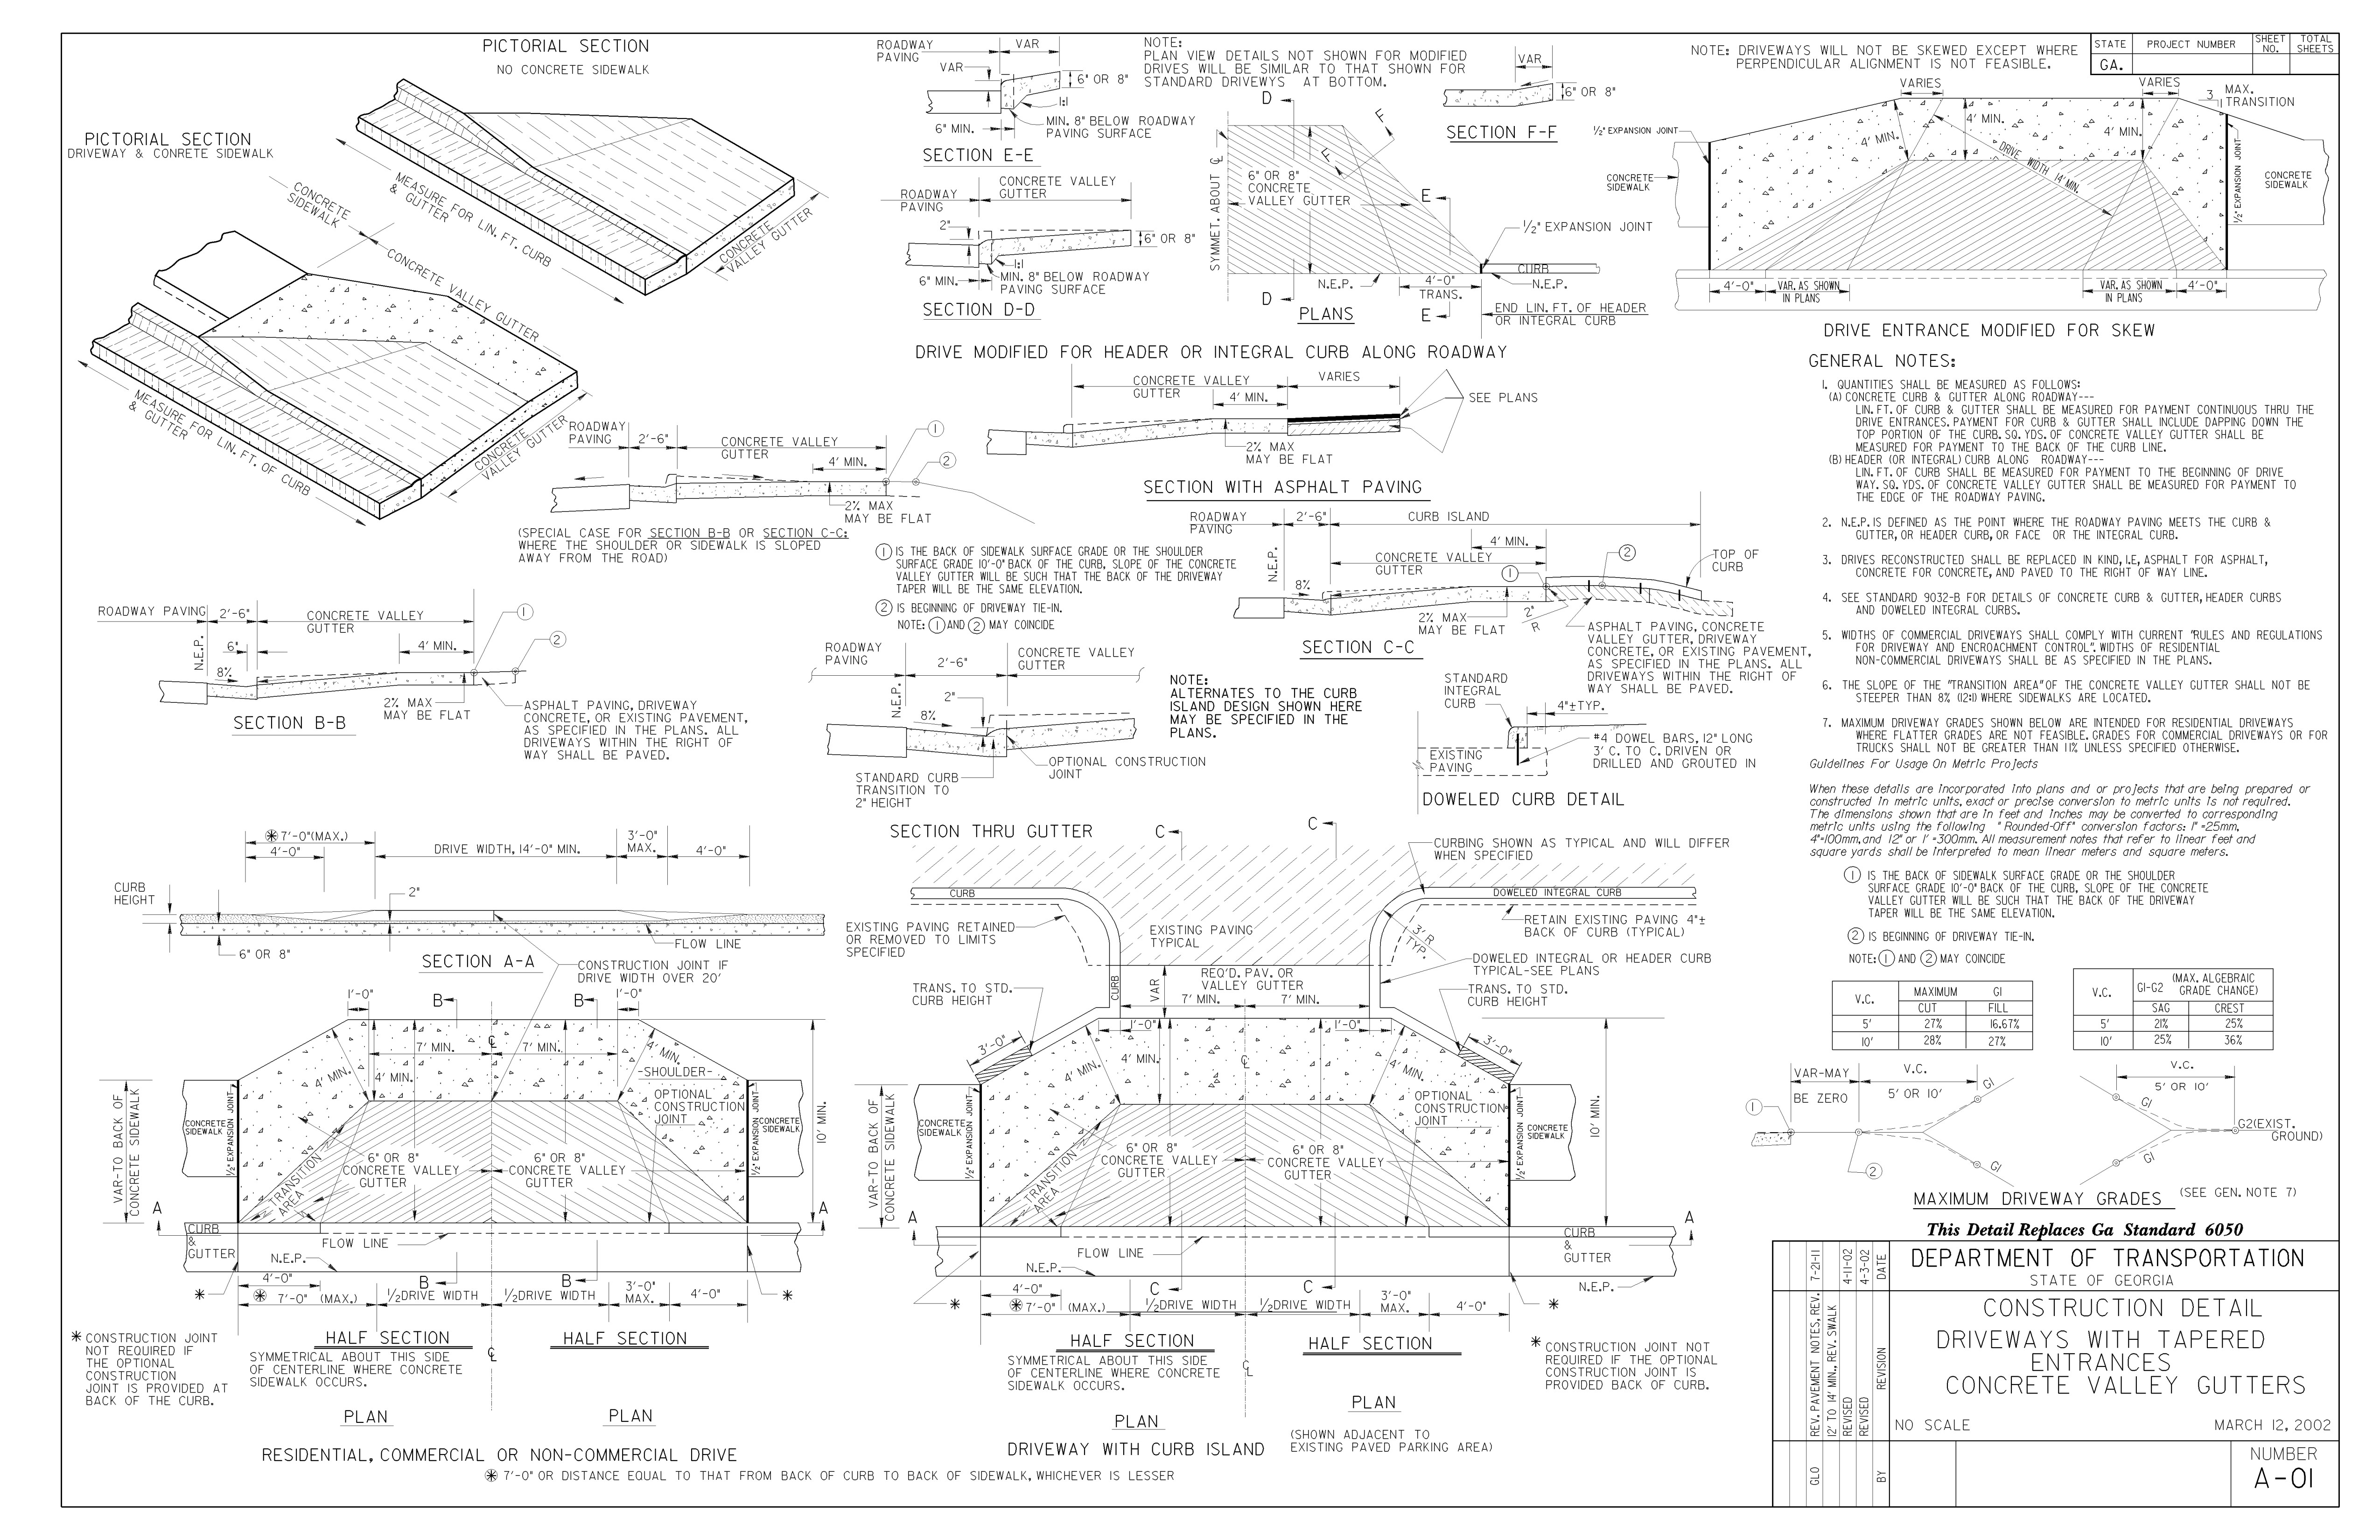 PICTORIAL SECTION
NO CONCRETE SIDEWALK
MEASURE FOR LIN. FT. CURB
& GUTTER
CONCRETE
VALLEY GUTTER
PICTORIAL SECTION
DRIVEWAY & CONRETE SIDEWALK
CONCRETE
SIDEWALK
CONCRETE VALLEY GUTTER
MEASURE FOR LIN. FT. OF CURB
& GUTTER
CONCRETE
VALLEY GUTTER
ROADWAY
PAVING
VAR
VAR
6" OR 8"
1:1
6" MIN.
MIN. 8" BELOW ROADWAY
PAVING SURFACE
SECTION E-E
ROADWAY
PAVING
CONCRETE VALLEY
GUTTER
2"
6" OR 8"
1:1
6" MIN.
MIN. 8" BELOW ROADWAY
PAVING SURFACE
SECTION D-D
NOTE:
PLAN VIEW DETAILS NOT SHOWN FOR MODIFIED
DRIVES WILL BE SIMILAR TO THAT SHOWN FOR
STANDARD DRIVEWYS AT BOTTOM.
D
F
F
SYMMET. ABOUT ℄
6" OR 8"
CONCRETE
VALLEY GUTTER
E
1/2" EXPANSION JOINT
CURB
N.E.P.
4'-0"
TRANS.
N.E.P.
D
E
END LIN. FT. OF HEADER
OR INTEGRAL CURB
PLANS
DRIVE MODIFIED FOR HEADER OR INTEGRAL CURB ALONG ROADWAY
VAR
6" OR 8"
SECTION F-F
NOTE: DRIVEWAYS WILL NOT BE SKEWED EXCEPT WHERE
PERPENDICULAR ALIGNMENT IS NOT FEASIBLE.
STATE
PROJECT NUMBER
SHEET
NO.
TOTAL
SHEETS
GA.
VARIES
VARIES
3
1
MAX.
TRANSITION
1/2" EXPANSION JOINT
4' MIN.
4' MIN.
4' MIN.
DRIVE WIDTH 14' MIN.
CONCRETE
SIDEWALK
1/2" EXPANSION JOINT
CONCRETE
SIDEWALK
4'-0"
VAR. AS SHOWN
IN PLANS
VAR. AS SHOWN
IN PLANS
4'-0"
DRIVE ENTRANCE MODIFIED FOR SKEW
CONCRETE VALLEY
GUTTER
VARIES
4' MIN.
SEE PLANS
2% MAX
MAY BE FLAT
SECTION WITH ASPHALT PAVING
ROADWAY
PAVING
2'-6"
CONCRETE VALLEY
GUTTER
4' MIN.
1
2
2% MAX
MAY BE FLAT
(SPECIAL CASE FOR SECTION B-B OR SECTION C-C:
WHERE THE SHOULDER OR SIDEWALK IS SLOPED
AWAY FROM THE ROAD)
1 IS THE BACK OF SIDEWALK SURFACE GRADE OR THE SHOULDER
SURFACE GRADE 10'-0" BACK OF THE CURB, SLOPE OF THE CONCRETE
VALLEY GUTTER WILL BE SUCH THAT THE BACK OF THE DRIVEWAY
TAPER WILL BE THE SAME ELEVATION.
2 IS BEGINNING OF DRIVEWAY TIE-IN.
NOTE: 1 AND 2 MAY COINCIDE
ROADWAY PAVING
2'-6"
CONCRETE VALLEY
GUTTER
1
N.E.P.
6"
4' MIN.
2
8%
2% MAX
MAY BE FLAT
SECTION B-B
ASPHALT PAVING, DRIVEWAY
CONCRETE, OR EXISTING PAVEMENT,
AS SPECIFIED IN THE PLANS. ALL
DRIVEWAYS WITHIN THE RIGHT OF
WAY SHALL BE PAVED.
ROADWAY
PAVING
2'-6"
CONCRETE VALLEY
GUTTER
N.E.P.
2"
8%
STANDARD CURB
TRANSITION TO
2" HEIGHT
OPTIONAL CONSTRUCTION
JOINT
SECTION THRU GUTTER
ROADWAY
PAVING
2'-6"
CURB ISLAND
4' MIN.
CONCRETE VALLEY
GUTTER
N.E.P.
8%
1
2
TOP OF
CURB
2% MAX
MAY BE FLAT
2"
R
SECTION C-C
ASPHALT PAVING, CONCRETE
VALLEY GUTTER, DRIVEWAY
CONCRETE, OR EXISTING PAVEMENT,
AS SPECIFIED IN THE PLANS. ALL
DRIVEWAYS WITHIN THE RIGHT OF
WAY SHALL BE PAVED.
NOTE:
ALTERNATES TO THE CURB
ISLAND DESIGN SHOWN HERE
MAY BE SPECIFIED IN THE
PLANS.
STANDARD
INTEGRAL
CURB
4"±TYP.
EXISTING
PAVING
#4 DOWEL BARS, 12" LONG
3' C. TO C. DRIVEN OR
DRILLED AND GROUTED IN
DOWELED CURB DETAIL
GENERAL NOTES:
1. QUANTITIES SHALL BE MEASURED AS FOLLOWS:
(A) CONCRETE CURB & GUTTER ALONG ROADWAY---
LIN. FT. OF CURB & GUTTER SHALL BE MEASURED FOR PAYMENT CONTINUOUS THRU THE
DRIVE ENTRANCES. PAYMENT FOR CURB & GUTTER SHALL INCLUDE DAPPING DOWN THE
TOP PORTION OF THE CURB. SQ. YDS. OF CONCRETE VALLEY GUTTER SHALL BE
MEASURED FOR PAYMENT TO THE BACK OF THE CURB LINE.
(B) HEADER (OR INTEGRAL) CURB ALONG ROADWAY---
LIN. FT. OF CURB SHALL BE MEASURED FOR PAYMENT TO THE BEGINNING OF DRIVE
WAY. SQ. YDS. OF CONCRETE VALLEY GUTTER SHALL BE MEASURED FOR PAYMENT TO
THE EDGE OF THE ROADWAY PAVING.
2. N.E.P. IS DEFINED AS THE POINT WHERE THE ROADWAY PAVING MEETS THE CURB &
GUTTER, OR HEADER CURB, OR FACE OR THE INTEGRAL CURB.
3. DRIVES RECONSTRUCTED SHALL BE REPLACED IN KIND, I.E, ASPHALT FOR ASPHALT,
CONCRETE FOR CONCRETE, AND PAVED TO THE RIGHT OF WAY LINE.
4. SEE STANDARD 9032-B FOR DETAILS OF CONCRETE CURB & GUTTER, HEADER CURBS
AND DOWELED INTEGRAL CURBS.
5. WIDTHS OF COMMERCIAL DRIVEWAYS SHALL COMPLY WITH CURRENT "RULES AND REGULATIONS
FOR DRIVEWAY AND ENCROACHMENT CONTROL". WIDTHS OF RESIDENTIAL
NON-COMMERCIAL DRIVEWAYS SHALL BE AS SPECIFIED IN THE PLANS.
6. THE SLOPE OF THE "TRANSITION AREA" OF THE CONCRETE VALLEY GUTTER SHALL NOT BE
STEEPER THAN 8% (12:1) WHERE SIDEWALKS ARE LOCATED.
7. MAXIMUM DRIVEWAY GRADES SHOWN BELOW ARE INTENDED FOR RESIDENTIAL DRIVEWAYS
WHERE FLATTER GRADES ARE NOT FEASIBLE. GRADES FOR COMMERCIAL DRIVEWAYS OR FOR
TRUCKS SHALL NOT BE GREATER THAN 11% UNLESS SPECIFIED OTHERWISE.
Guidelines For Usage On Metric Projects
When these details are incorporated into plans and or projects that are being prepared or
constructed in metric units, exact or precise conversion to metric units is not required.
The dimensions shown that are in feet and inches may be converted to corresponding
metric units using the following "Rounded-Off" conversion factors: 1"=25mm,
4"=100mm, and 12" or 1'=300mm. All measurement notes that refer to linear feet and
square yards shall be interpreted to mean linear meters and square meters.
1 IS THE BACK OF SIDEWALK SURFACE GRADE OR THE SHOULDER
SURFACE GRADE 10'-0" BACK OF THE CURB, SLOPE OF THE CONCRETE
VALLEY GUTTER WILL BE SUCH THAT THE BACK OF THE DRIVEWAY
TAPER WILL BE THE SAME ELEVATION.
2 IS BEGINNING OF DRIVEWAY TIE-IN.
NOTE: 1 AND 2 MAY COINCIDE
V.C.
MAXIMUM G1
CUT FILL
5' 27% 16.67%
10' 28% 27%
V.C.
G1-G2 (MAX. ALGEBRAIC
GRADE CHANGE)
SAG CREST
5' 21% 25%
10' 25% 36%
VAR-MAY
BE ZERO
V.C.
5' OR 10'
G1
1
2
G1
V.C.
5' OR 10'
G1
G2(EXIST.
GROUND)
G1
MAXIMUM DRIVEWAY GRADES (SEE GEN. NOTE 7)
This Detail Replaces Ga Standard 6050
✱ 7'-0"(MAX.)
4'-0"
DRIVE WIDTH, 14'-0" MIN.
3'-0"
MAX.
4'-0"
CURB
HEIGHT
2"
FLOW LINE
6" OR 8"
SECTION A-A
CONSTRUCTION JOINT IF
DRIVE WIDTH OVER 20'
1'-0"
B
B
1'-0"
7' MIN.
℄
7' MIN.
4' MIN.
4' MIN.
4' MIN.
-SHOULDER-
OPTIONAL
CONSTRUCTION
JOINT
VAR-TO BACK OF
CONCRETE SIDEWALK
CONCRETE
SIDEWALK
1/2" EXPANSION JOINT
1/2" EXPANSION JOINT
CONCRETE
SIDEWALK
10' MIN.
6" OR 8"
CONCRETE VALLEY
GUTTER
6" OR 8"
CONCRETE VALLEY
GUTTER
TRANSITION
AREA
A
A
CURB
&
GUTTER
FLOW LINE
N.E.P.
B
B
4'-0"
✱ 7'-0" (MAX.)
1/2 DRIVE WIDTH
1/2 DRIVE WIDTH
3'-0"
MAX.
4'-0"
*
*
HALF SECTION
HALF SECTION
SYMMETRICAL ABOUT THIS SIDE
OF CENTERLINE WHERE CONCRETE
SIDEWALK OCCURS.
℄
* CONSTRUCTION JOINT
NOT REQUIRED IF
THE OPTIONAL
CONSTRUCTION
JOINT IS PROVIDED AT
BACK OF THE CURB.
PLAN
PLAN
RESIDENTIAL, COMMERCIAL OR NON-COMMERCIAL DRIVE
✱ 7'-0" OR DISTANCE EQUAL TO THAT FROM BACK OF CURB TO BACK OF SIDEWALK, WHICHEVER IS LESSER
C
C
CURBING SHOWN AS TYPICAL AND WILL DIFFER
WHEN SPECIFIED
CURB
DOWELED INTEGRAL CURB
EXISTING PAVING RETAINED
OR REMOVED TO LIMITS
SPECIFIED
EXISTING PAVING
TYPICAL
3' R
TYP.
RETAIN EXISTING PAVING 4"±
BACK OF CURB (TYPICAL)
DOWELED INTEGRAL OR HEADER CURB
TYPICAL-SEE PLANS
CURB
VAR
REQ'D. PAV. OR
VALLEY GUTTER
7' MIN.
7' MIN.
TRANS. TO STD.
CURB HEIGHT
TRANS. TO STD.
CURB HEIGHT
3'-0"
1'-0"
1'-0"
3'-0"
4' MIN.
4' MIN.
℄
4' MIN.
OPTIONAL
CONSTRUCTION
JOINT
VAR-TO BACK OF
CONCRETE SIDEWALK
CONCRETE
SIDEWALK
1/2" EXPANSION JOINT
1/2" EXPANSION JOINT
CONCRETE
SIDEWALK
10' MIN.
6" OR 8"
CONCRETE VALLEY
GUTTER
6" OR 8"
CONCRETE VALLEY
GUTTER
TRANSITION
AREA
A
A
CURB
&
GUTTER
FLOW LINE
N.E.P.
N.E.P.
C
C
4'-0"
✱ 7'-0" (MAX.)
1/2 DRIVE WIDTH
1/2 DRIVE WIDTH
3'-0"
MAX.
4'-0"
*
*
HALF SECTION
HALF SECTION
SYMMETRICAL ABOUT THIS SIDE
OF CENTERLINE WHERE CONCRETE
SIDEWALK OCCURS.
℄
* CONSTRUCTION JOINT NOT
REQUIRED IF THE OPTIONAL
CONSTRUCTION JOINT IS
PROVIDED BACK OF CURB.
PLAN
PLAN
DRIVEWAY WITH CURB ISLAND
(SHOWN ADJACENT TO
EXISTING PAVED PARKING AREA)
DEPARTMENT OF TRANSPORTATION
STATE OF GEORGIA
CONSTRUCTION DETAIL
DRIVEWAYS WITH TAPERED
ENTRANCES
CONCRETE VALLEY GUTTERS
NO SCALE
MARCH 12, 2002
NUMBER
A-01
7-21-11
4-11-02
4-3-02
DATE
REV. PAVEMENT NOTES, REV.
12' TO 14' MIN., REV. SWALK
REVISED
REVISED
REVISION
GLO
BY